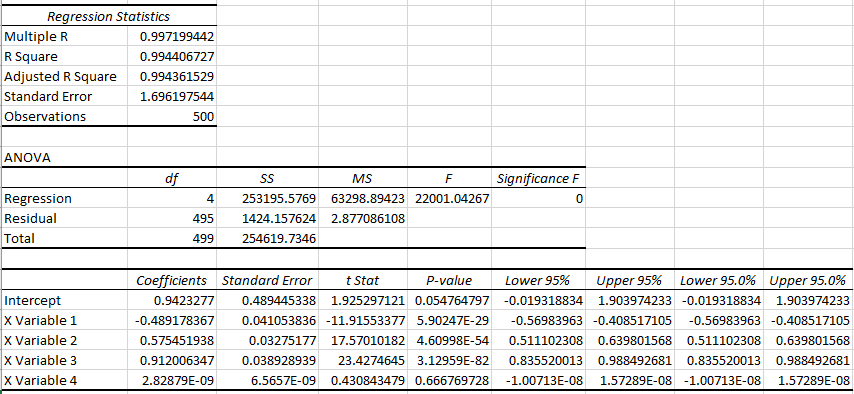 Regression Statistics
Multiple R 0.997199442
R Square 0.994406727
Adjusted R Square 0.994361529
Standard Error 1.696197544
Observations 500
ANOVA
df SS MS F Significance F
Regression 4 253195.5769 63298.89423 22001.04267 0
Residual 495 1424.157624 2.877086108
Total 499 254619.7346
Coefficients Standard Error t Stat P-value Lower 95% Upper 95% Lower 95.0% Upper 95.0%
Intercept 0.9423277 0.489445338 1.925297121 0.054764797 -0.019318834 1.903974233 -0.019318834 1.903974233
X Variable 1 -0.489178367 0.041053836 -11.91553377 5.90247E-29 -0.56983963 -0.408517105 -0.56983963 -0.408517105
X Variable 2 0.575451938 0.03275177 17.57010182 4.60998E-54 0.511102308 0.639801568 0.511102308 0.639801568
X Variable 3 0.912006347 0.038928939 23.4274645 3.12959E-82 0.835520013 0.988492681 0.835520013 0.988492681
X Variable 4 2.82879E-09 6.5657E-09 0.430843479 0.666769728 -1.00713E-08 1.57289E-08 -1.00713E-08 1.57289E-08